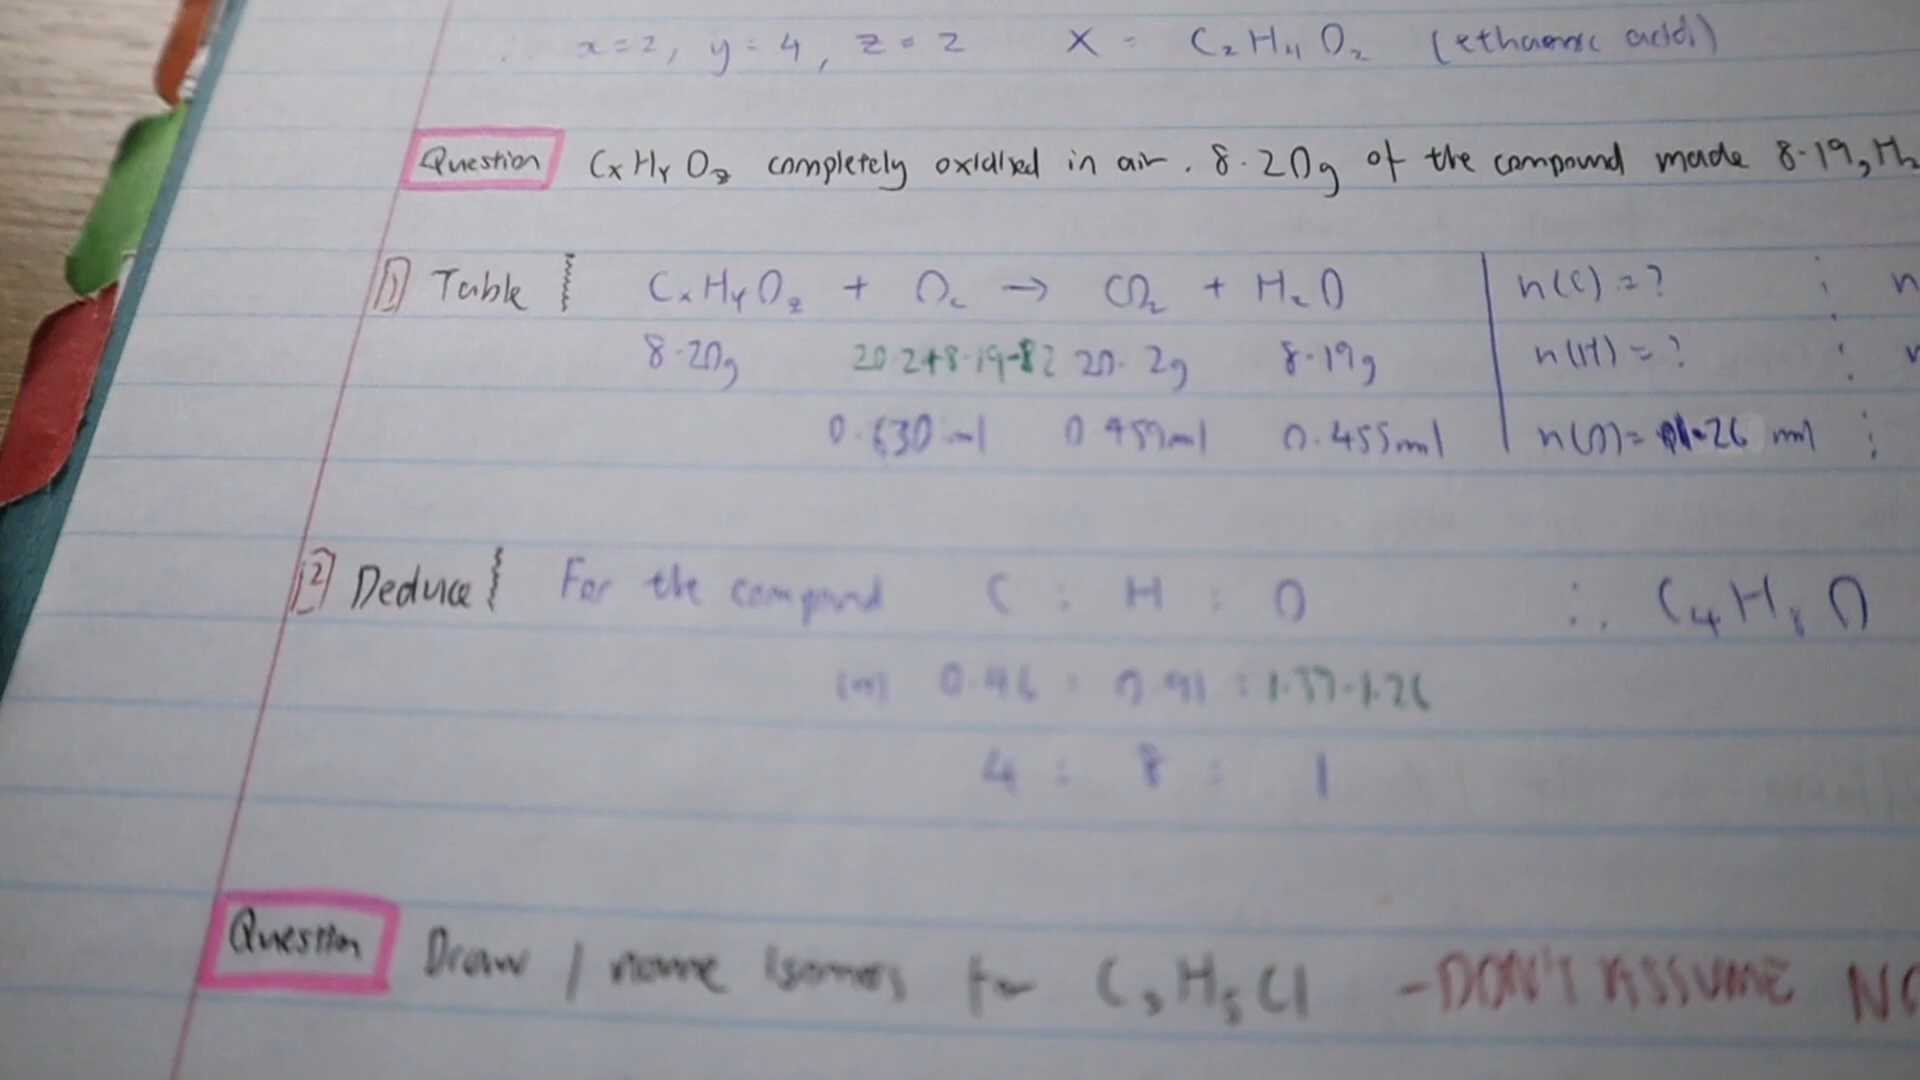 x=2, y=4, z=2 X = C₂H₄O₂ (ethanoic acid)
Question CxHyOz completely oxidised in air. 8.20g of the compound made 8.19g H₂
1 Table CxHyOz + O₂ → CO₂ + H₂O n(C)=? ; n
8.20g 20.2+8.19-8.2 20.2g 8.19g n(H)=? ;
0.630 mol 0.459mol 0.455mol n(O)= 1.26 mol ;
2 Deduce For the compound C : H : O ∴ C₄H₈O
(n) 0.46 : 0.91 : 1.37-1.26
4 : 8 : 1
Question Draw / name isomers for C₃H₅Cl - DON'T ASSUME NO